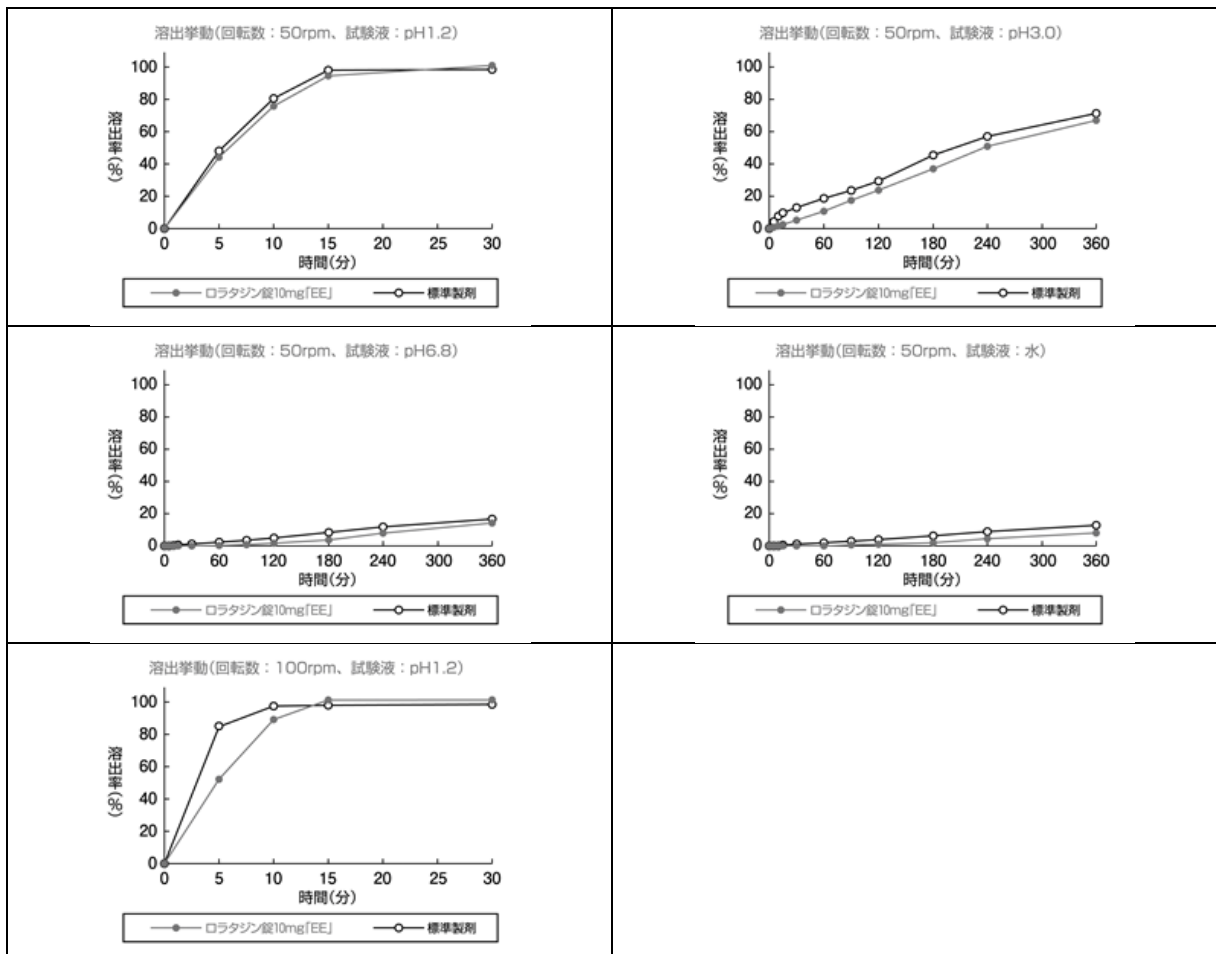 溶出挙動(回転数：50rpm、試験液：pH1.2)
溶出率(%)
100
80
60
40
20
0
0 5 10 15 20 25 30
時間(分)
ロラタジン錠10mg「EE」 標準製剤
溶出挙動(回転数：50rpm、試験液：pH3.0)
溶出率(%)
100
80
60
40
20
0
0 60 120 180 240 300 360
時間(分)
ロラタジン錠10mg「EE」 標準製剤
溶出挙動(回転数：50rpm、試験液：pH6.8)
溶出率(%)
100
80
60
40
20
0
0 60 120 180 240 300 360
時間(分)
ロラタジン錠10mg「EE」 標準製剤
溶出挙動(回転数：50rpm、試験液：水)
溶出率(%)
100
80
60
40
20
0
0 60 120 180 240 300 360
時間(分)
ロラタジン錠10mg「EE」 標準製剤
溶出挙動(回転数：100rpm、試験液：pH1.2)
溶出率(%)
100
80
60
40
20
0
0 5 10 15 20 25 30
時間(分)
ロラタジン錠10mg「EE」 標準製剤